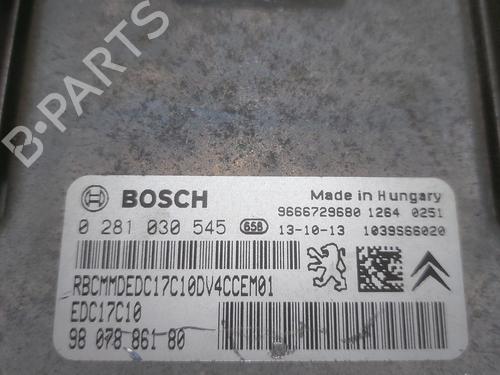 B-PARTS
BOSCH
Made in Hungary
9666729680 1264 0251
0 281 030 545 658 13-10-13 1039S66020
RBCMMDEDC17C10DV4CCEM01
EDC17C10
98 078 861 80